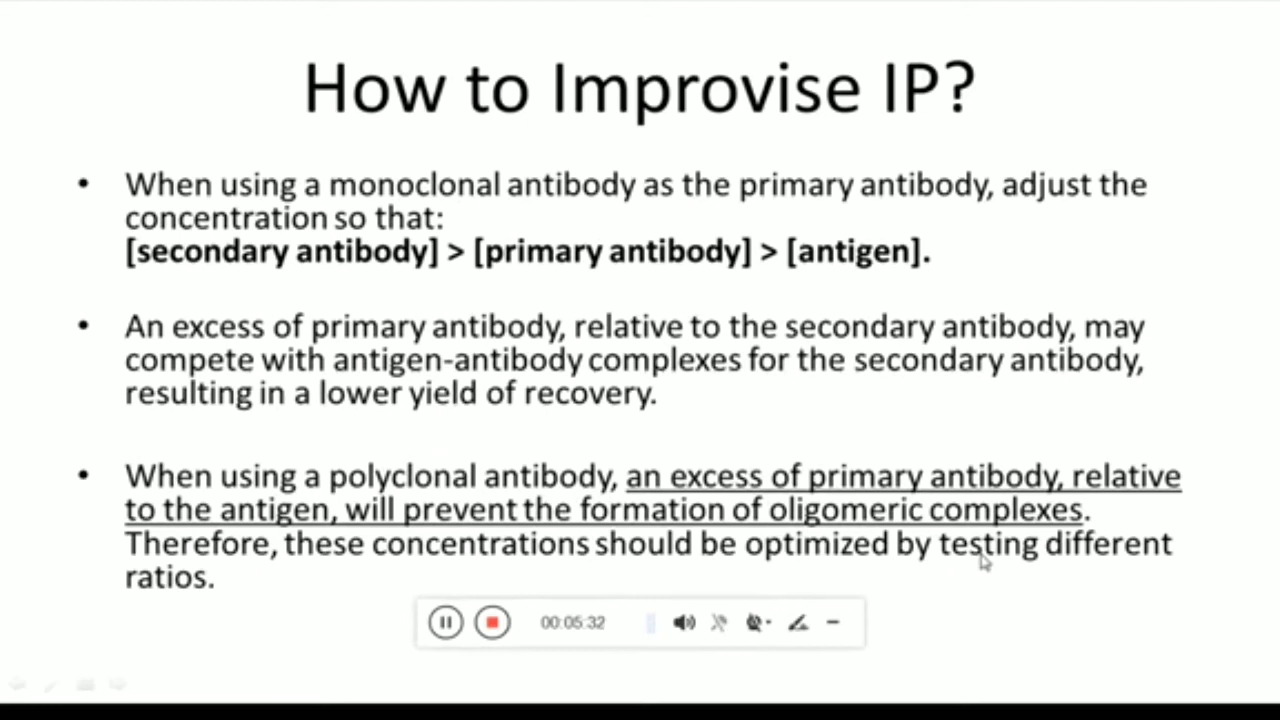 How to Improvise IP?
• When using a monoclonal antibody as the primary antibody, adjust the
concentration so that:
[secondary antibody] > [primary antibody] > [antigen].
• An excess of primary antibody, relative to the secondary antibody, may
compete with antigen-antibody complexes for the secondary antibody,
resulting in a lower yield of recovery.
• When using a polyclonal antibody, an excess of primary antibody, relative
to the antigen, will prevent the formation of oligomeric complexes.
Therefore, these concentrations should be optimized by testing different
ratios.
00:05:32